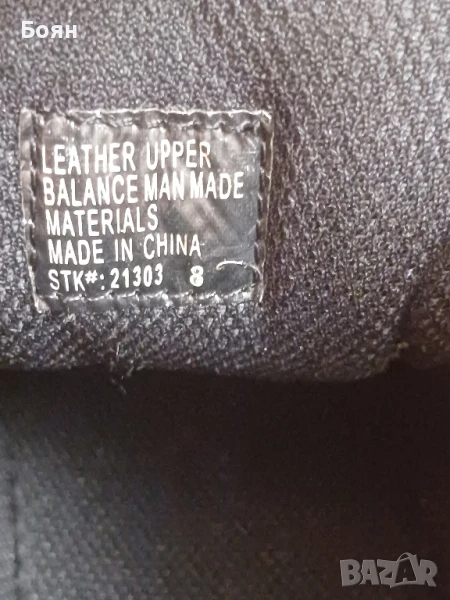 Боян
LEATHER UPPER
BALANCE MAN MADE
MATERIALS
MADE IN CHINA
STK#: 21303 8
BAZAR